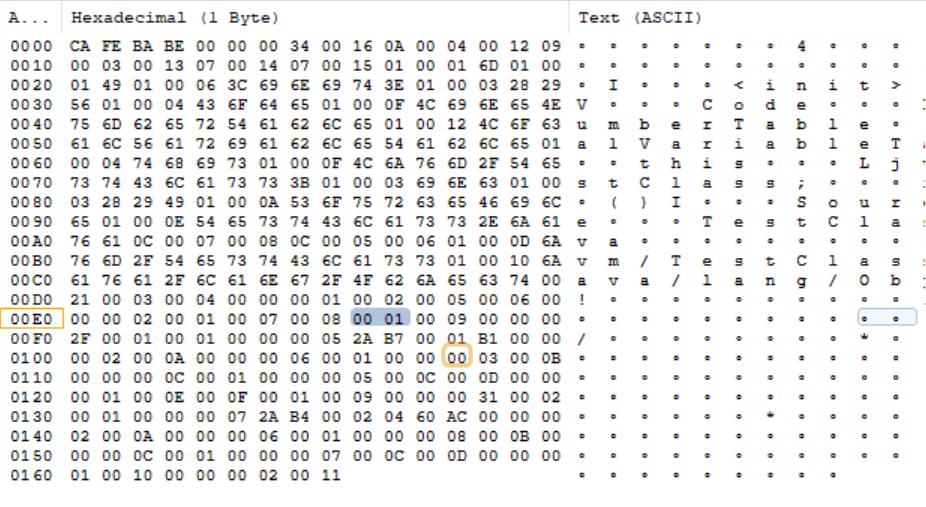 A... Hexadecimal (1 Byte) Text (ASCII)
0000 CA FE BA BE 00 00 00 34 00 16 0A 00 04 00 12 09 ∘ ∘ ∘ ∘ ∘ ∘ ∘ 4 ∘ ∘ ∘
0010 00 03 00 13 07 00 14 07 00 15 01 00 01 6D 01 00 ∘ ∘ ∘ ∘ ∘ ∘ ∘ ∘ ∘ ∘ ∘
0020 01 49 01 00 06 3C 69 6E 69 74 3E 01 00 03 28 29 ∘ I ∘ ∘ ∘ < i n i t >
0030 56 01 00 04 43 6F 64 65 01 00 0F 4C 69 6E 65 4E V ∘ ∘ ∘ C o d e ∘ ∘ ∘
0040 75 6D 62 65 72 54 61 62 6C 65 01 00 12 4C 6F 63 u m b e r T a b l e ∘
0050 61 6C 56 61 72 69 61 62 6C 65 54 61 62 6C 65 01 a l V a r i a b l e T
0060 00 04 74 68 69 73 01 00 0F 4C 6A 76 6D 2F 54 65 ∘ ∘ t h i s ∘ ∘ ∘ L j
0070 73 74 43 6C 61 73 73 3B 01 00 03 69 6E 63 01 00 s t C l a s s ; ∘ ∘ ∘
0080 03 28 29 49 01 00 0A 53 6F 75 72 63 65 46 69 6C ∘ ( ) I ∘ ∘ ∘ S o u r
0090 65 01 00 0E 54 65 73 74 43 6C 61 73 73 2E 6A 61 e ∘ ∘ ∘ T e s t C l a s
00A0 76 61 0C 00 07 00 08 0C 00 05 00 06 01 00 0D 6A v a ∘ ∘ ∘ ∘ ∘ ∘ ∘ ∘ ∘
00B0 76 6D 2F 54 65 73 74 43 6C 61 73 73 01 00 10 6A v m / T e s t C l a s
00C0 61 76 61 2F 6C 61 6E 67 2F 4F 62 6A 65 63 74 00 a v a / l a n g / O b
00D0 21 00 03 00 04 00 00 00 01 00 02 00 05 00 06 00 ! ∘ ∘ ∘ ∘ ∘ ∘ ∘ ∘ ∘ ∘
00E0 00 00 02 00 01 00 07 00 08 00 01 00 09 00 00 00 ∘ ∘ ∘ ∘ ∘ ∘ ∘ ∘ ∘ ∘ ∘
00F0 2F 00 01 00 01 00 00 00 05 2A B7 00 01 B1 00 00 / ∘ ∘ ∘ ∘ ∘ ∘ ∘ ∘ * ∘
0100 00 02 00 0A 00 00 00 06 00 01 00 00 00 03 00 0B ∘ ∘ ∘ ∘ ∘ ∘ ∘ ∘ ∘ ∘ ∘
0110 00 00 00 0C 00 01 00 00 00 05 00 0C 00 0D 00 00 ∘ ∘ ∘ ∘ ∘ ∘ ∘ ∘ ∘ ∘ ∘
0120 00 01 00 0E 00 0F 00 01 00 09 00 00 00 31 00 02 ∘ ∘ ∘ ∘ ∘ ∘ ∘ ∘ ∘ ∘ ∘
0130 00 01 00 00 00 07 2A B4 00 02 04 60 AC 00 00 00 ∘ ∘ ∘ ∘ ∘ ∘ * ∘ ∘ ∘ ∘
0140 02 00 0A 00 00 00 06 00 01 00 00 00 08 00 0B 00 ∘ ∘ ∘ ∘ ∘ ∘ ∘ ∘ ∘ ∘ ∘
0150 00 00 0C 00 01 00 00 00 07 00 0C 00 0D 00 00 00 ∘ ∘ ∘ ∘ ∘ ∘ ∘ ∘ ∘ ∘ ∘
0160 01 00 10 00 00 00 02 00 11 ∘ ∘ ∘ ∘ ∘ ∘ ∘ ∘ ∘